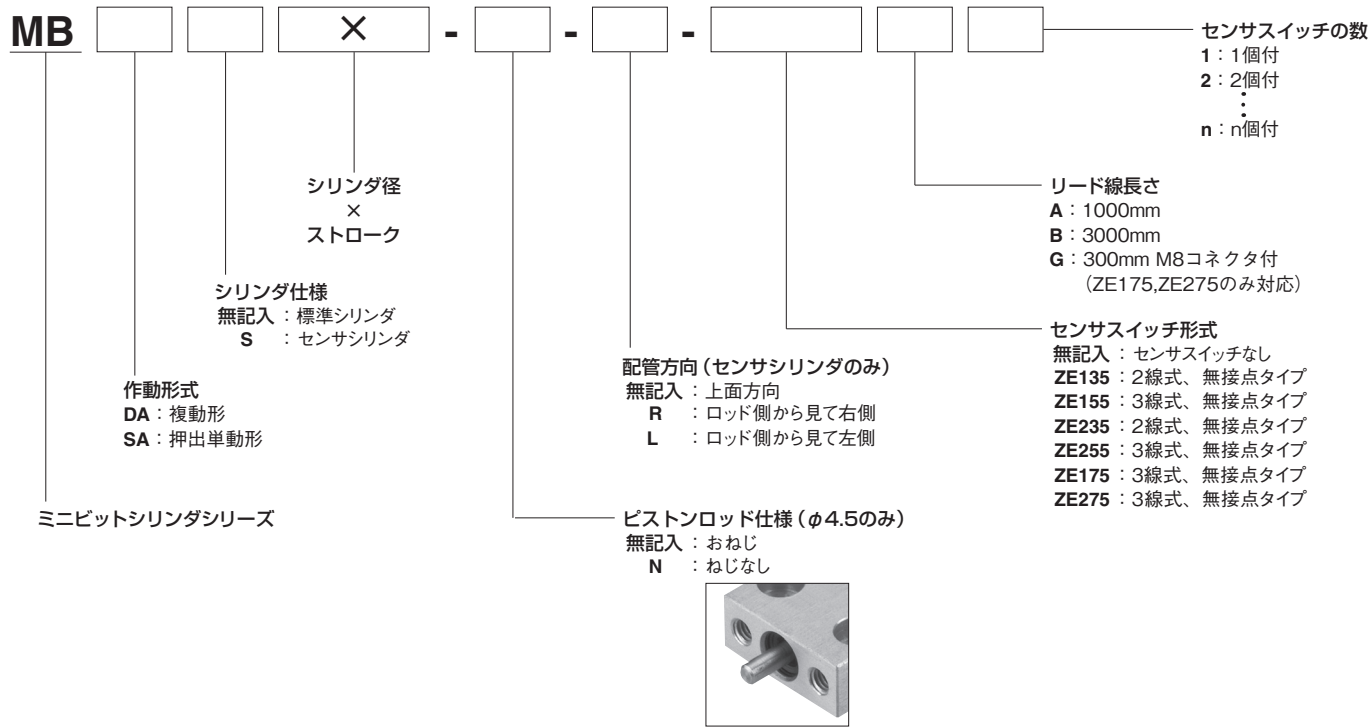 MB × - - -
センサスイッチの数
1：1個付
2：2個付
⋮
n：n個付
リード線長さ
A：1000mm
B：3000mm
G：300mm M8コネクタ付
（ZE175,ZE275のみ対応）
センサスイッチ形式
無記入：センサスイッチなし
ZE135：2線式、無接点タイプ
ZE155：3線式、無接点タイプ
ZE235：2線式、無接点タイプ
ZE255：3線式、無接点タイプ
ZE175：3線式、無接点タイプ
ZE275：3線式、無接点タイプ
配管方向（センサシリンダのみ）
無記入：上面方向
R：ロッド側から見て右側
L：ロッド側から見て左側
ピストンロッド仕様（φ4.5のみ）
無記入：おねじ
N：ねじなし
シリンダ径
×
ストローク
シリンダ仕様
無記入：標準シリンダ
S：センサシリンダ
作動形式
DA：複動形
SA：押出単動形
ミニビットシリンダシリーズ